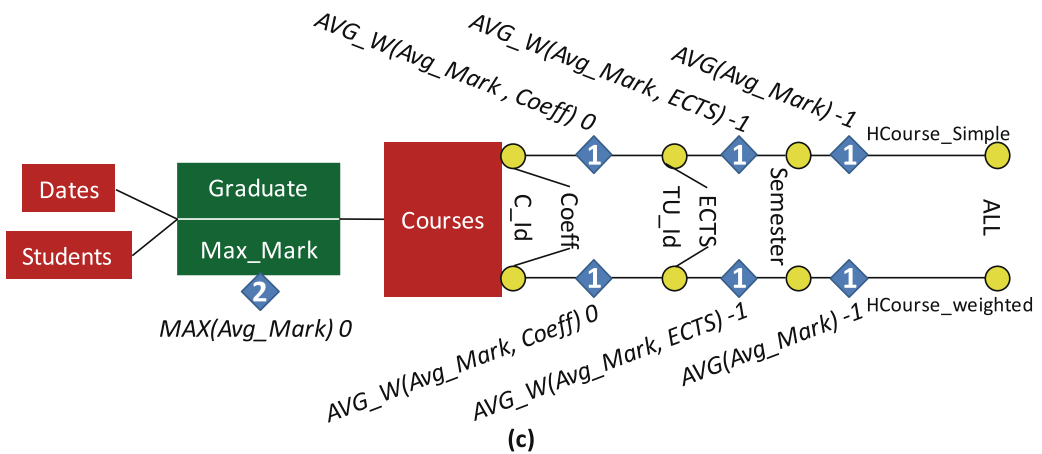 AVG_W(Avg_Mark , Coeff) 0
AVG_W(Avg_Mark, ECTS) -1
AVG(Avg_Mark) -1
HCourse_Simple
1
1
1
Dates
Students
Graduate
Max_Mark
2
MAX(Avg_Mark) 0
Courses
C_Id
Coeff
TU_Id
ECTS
Semester
ALL
1
1
1
HCourse_weighted
AVG_W(Avg_Mark, Coeff) 0
AVG_W(Avg_Mark, ECTS) -1
AVG(Avg_Mark) -1
(c)